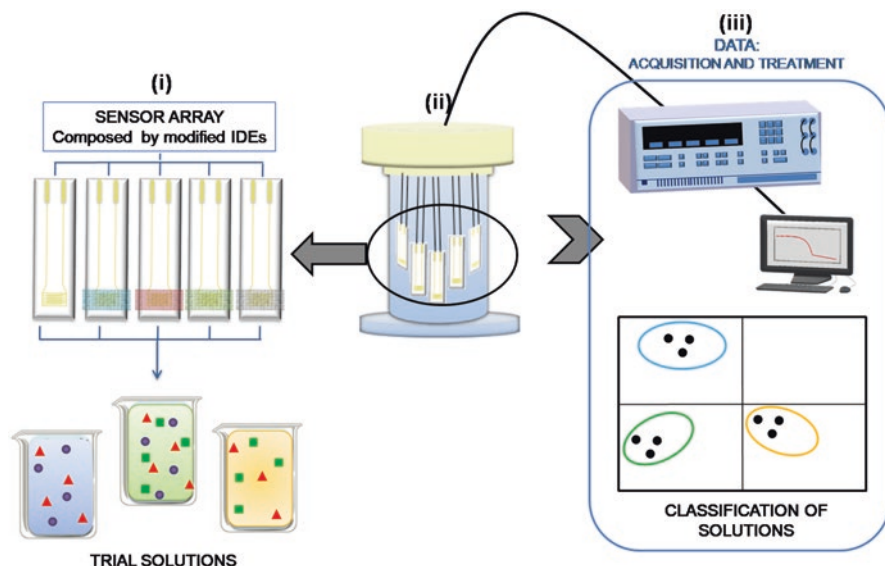 (i)
SENSOR ARRAY
Composed by modified IDEs
TRIAL SOLUTIONS
(ii)
(iii)
DATA:
ACQUISITION AND TREATMENT
CLASSIFICATION OF
SOLUTIONS